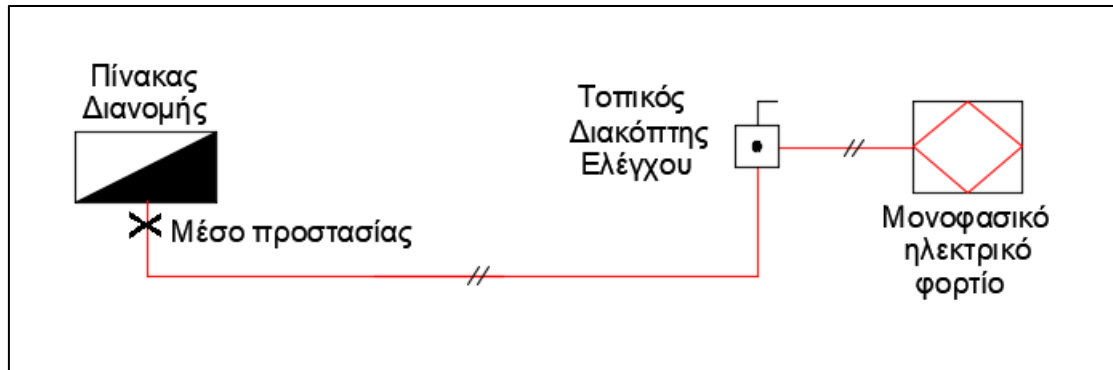 Πίνακας
Διανομής
Μέσο προστασίας
Τοπικός
Διακόπτης
Ελέγχου
Μονοφασικό
ηλεκτρικό
φορτίο